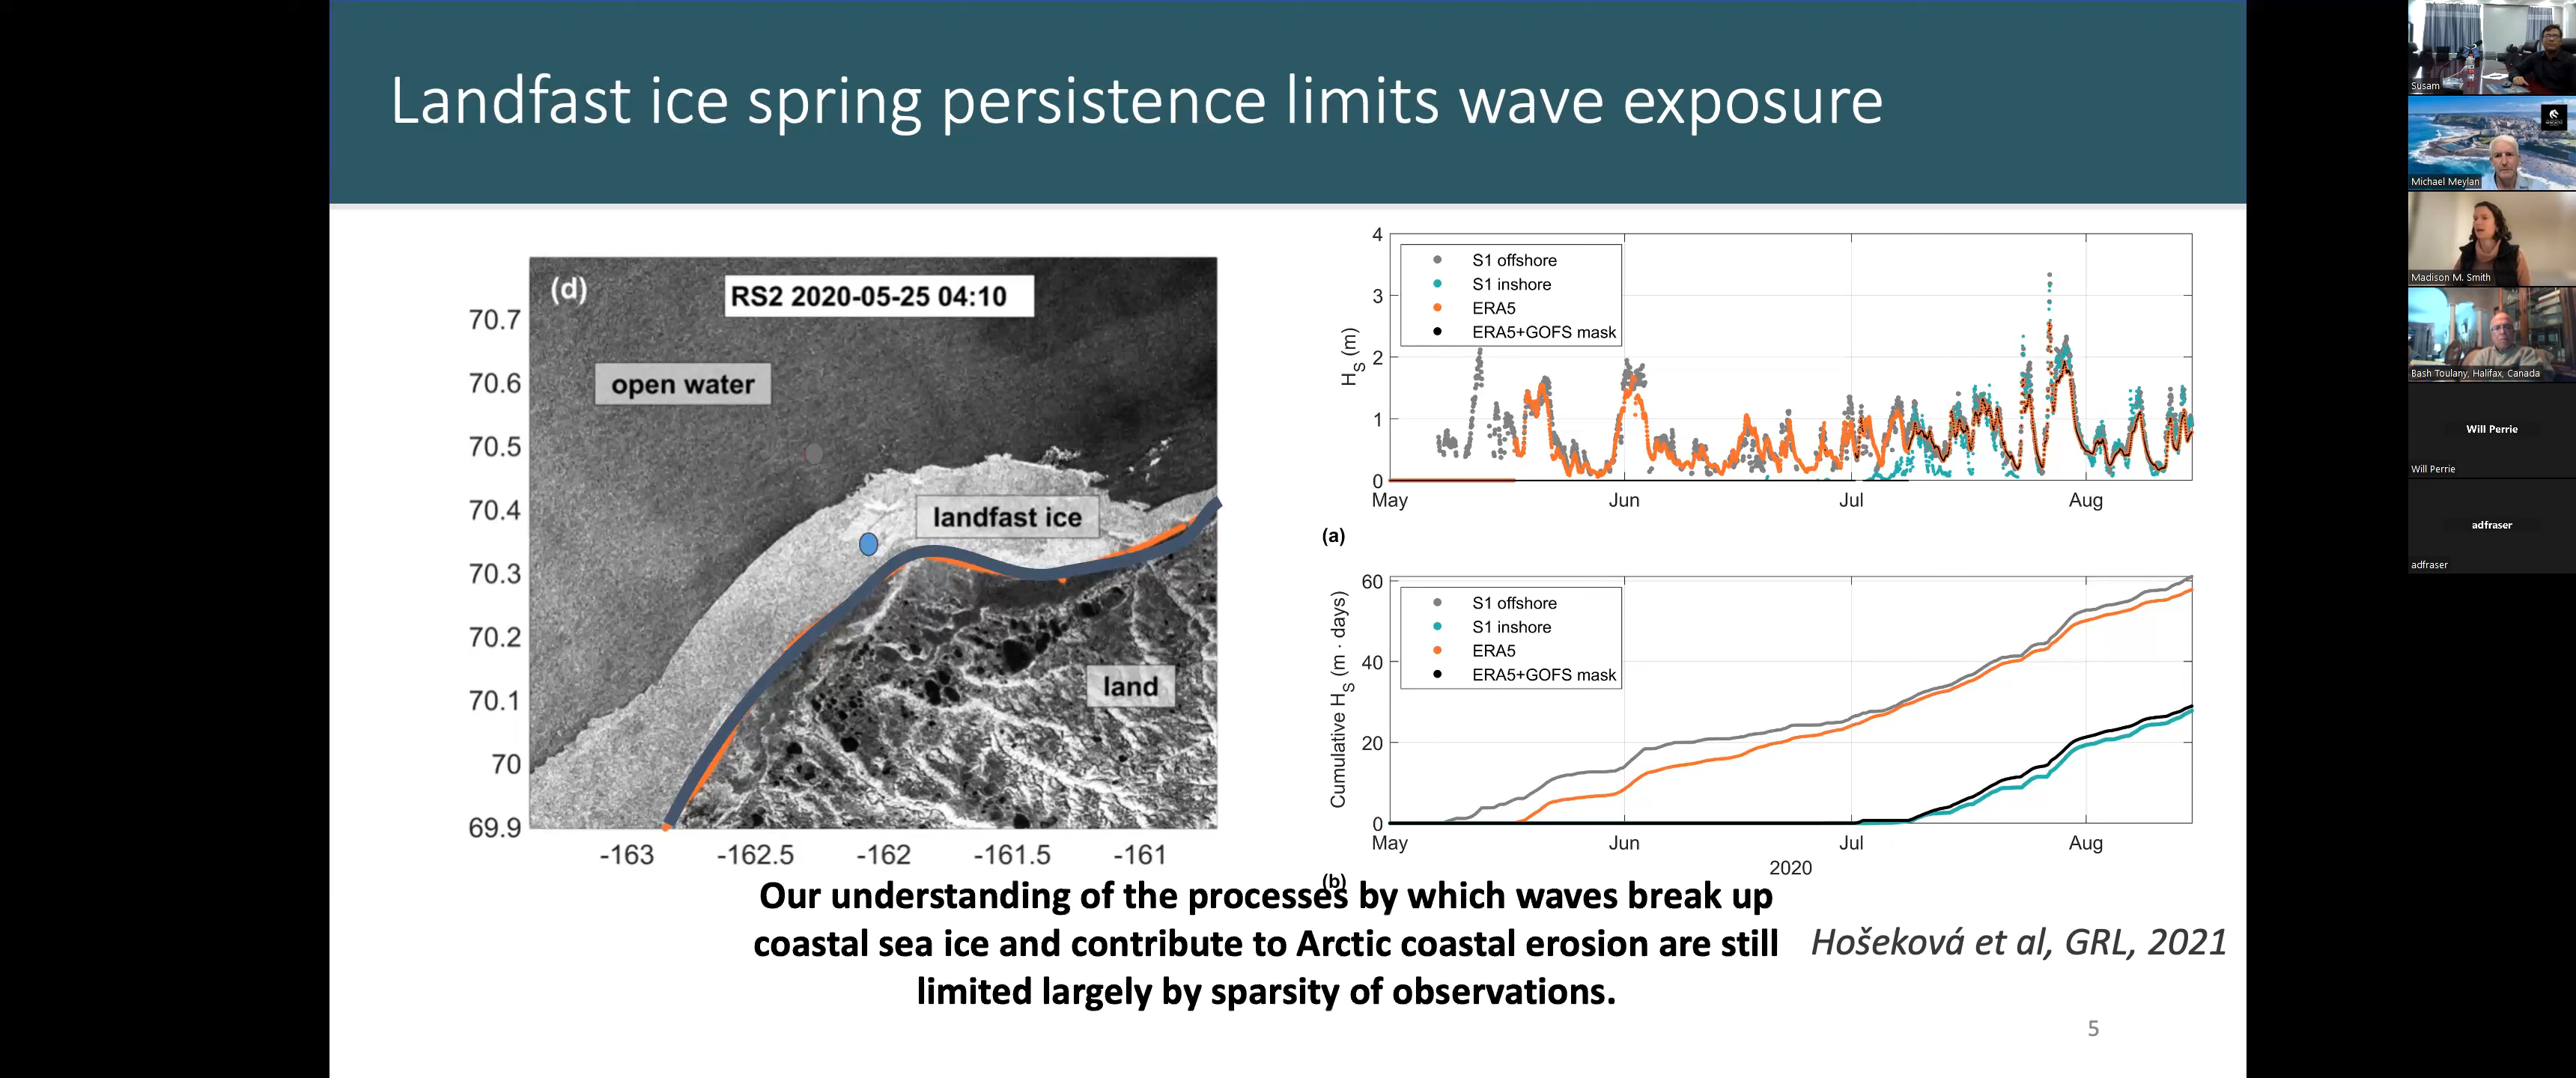 Landfast ice spring persistence limits wave exposure
(d)
RS2 2020-05-25 04:10
open water
landfast ice
land
70.7
70.6
70.5
70.4
70.3
70.2
70.1
70
69.9
-163
-162.5
-162
-161.5
-161
4
3
2
1
0
H_S (m)
S1 offshore
S1 inshore
ERA5
ERA5+GOFS mask
May
Jun
Jul
Aug
(a)
60
40
20
0
Cumulative H_S (m · days)
S1 offshore
S1 inshore
ERA5
ERA5+GOFS mask
May
Jun
Jul
Aug
2020
(b)
Our understanding of the processes by which waves break up
coastal sea ice and contribute to Arctic coastal erosion are still
limited largely by sparsity of observations.
Hošeková et al, GRL, 2021
5
Susam
Michael Meylan
Madison M. Smith
Bash Toulany, Halifax, Canada
Will Perrie
Will Perrie
adfraser
adfraser